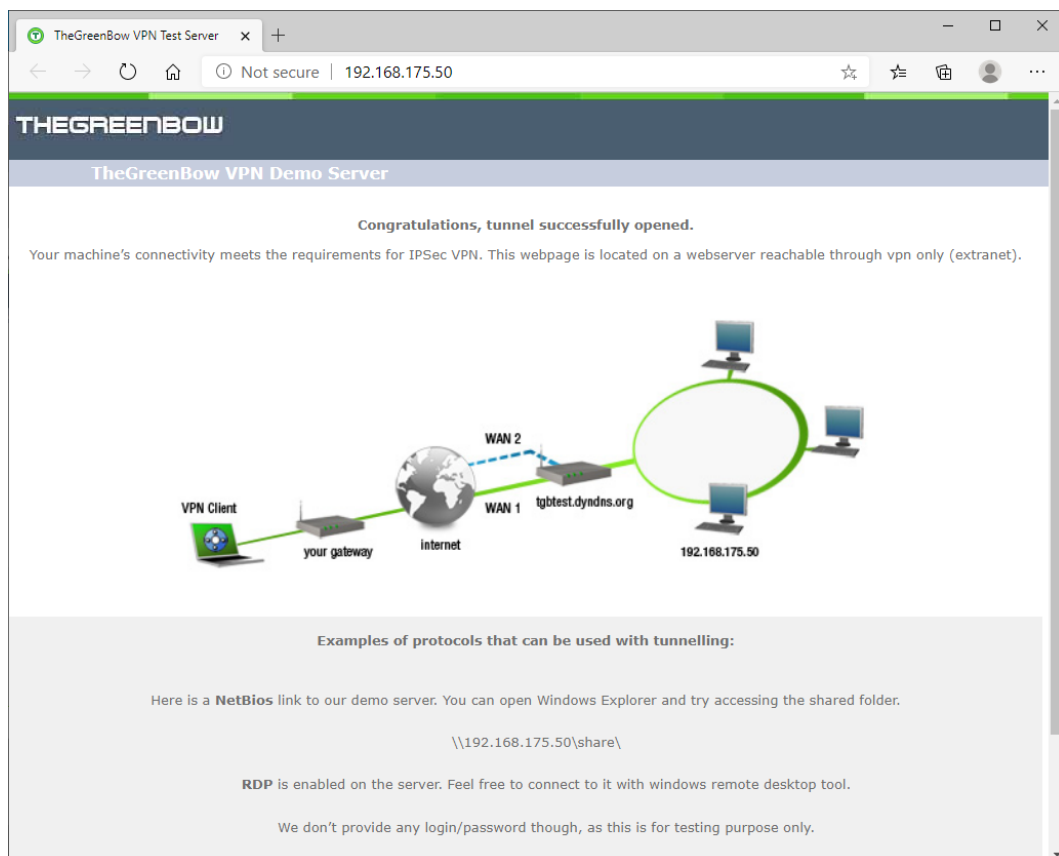 TheGreenBow VPN Test Server
Not secure
192.168.175.50
THEGREENBOW
TheGreenBow VPN Demo Server
Congratulations, tunnel successfully opened.
Your machine’s connectivity meets the requirements for IPSec VPN. This webpage is located on a webserver reachable through vpn only (extranet).
WAN 2
VPN Client
WAN 1
tgbtest.dyndns.org
your gateway
internet
192.168.175.50
Examples of protocols that can be used with tunnelling:
Here is a NetBios link to our demo server. You can open Windows Explorer and try accessing the shared folder.
\\192.168.175.50\share\
RDP is enabled on the server. Feel free to connect to it with windows remote desktop tool.
We don’t provide any login/password though, as this is for testing purpose only.